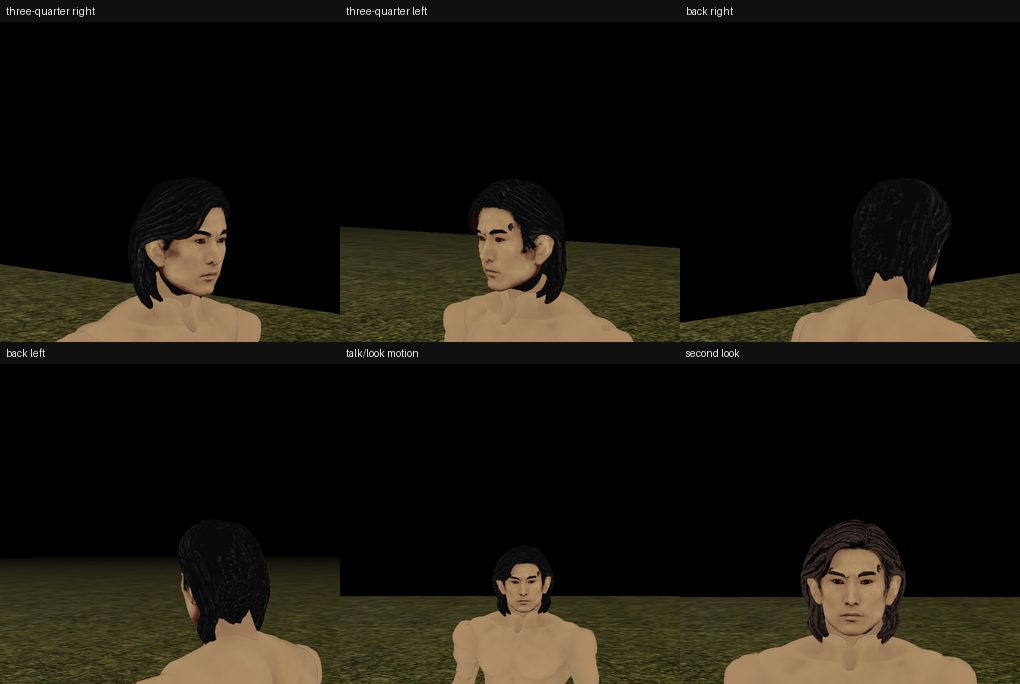 three-quarter right
three-quarter left
back right
back left
talk/look motion
second look